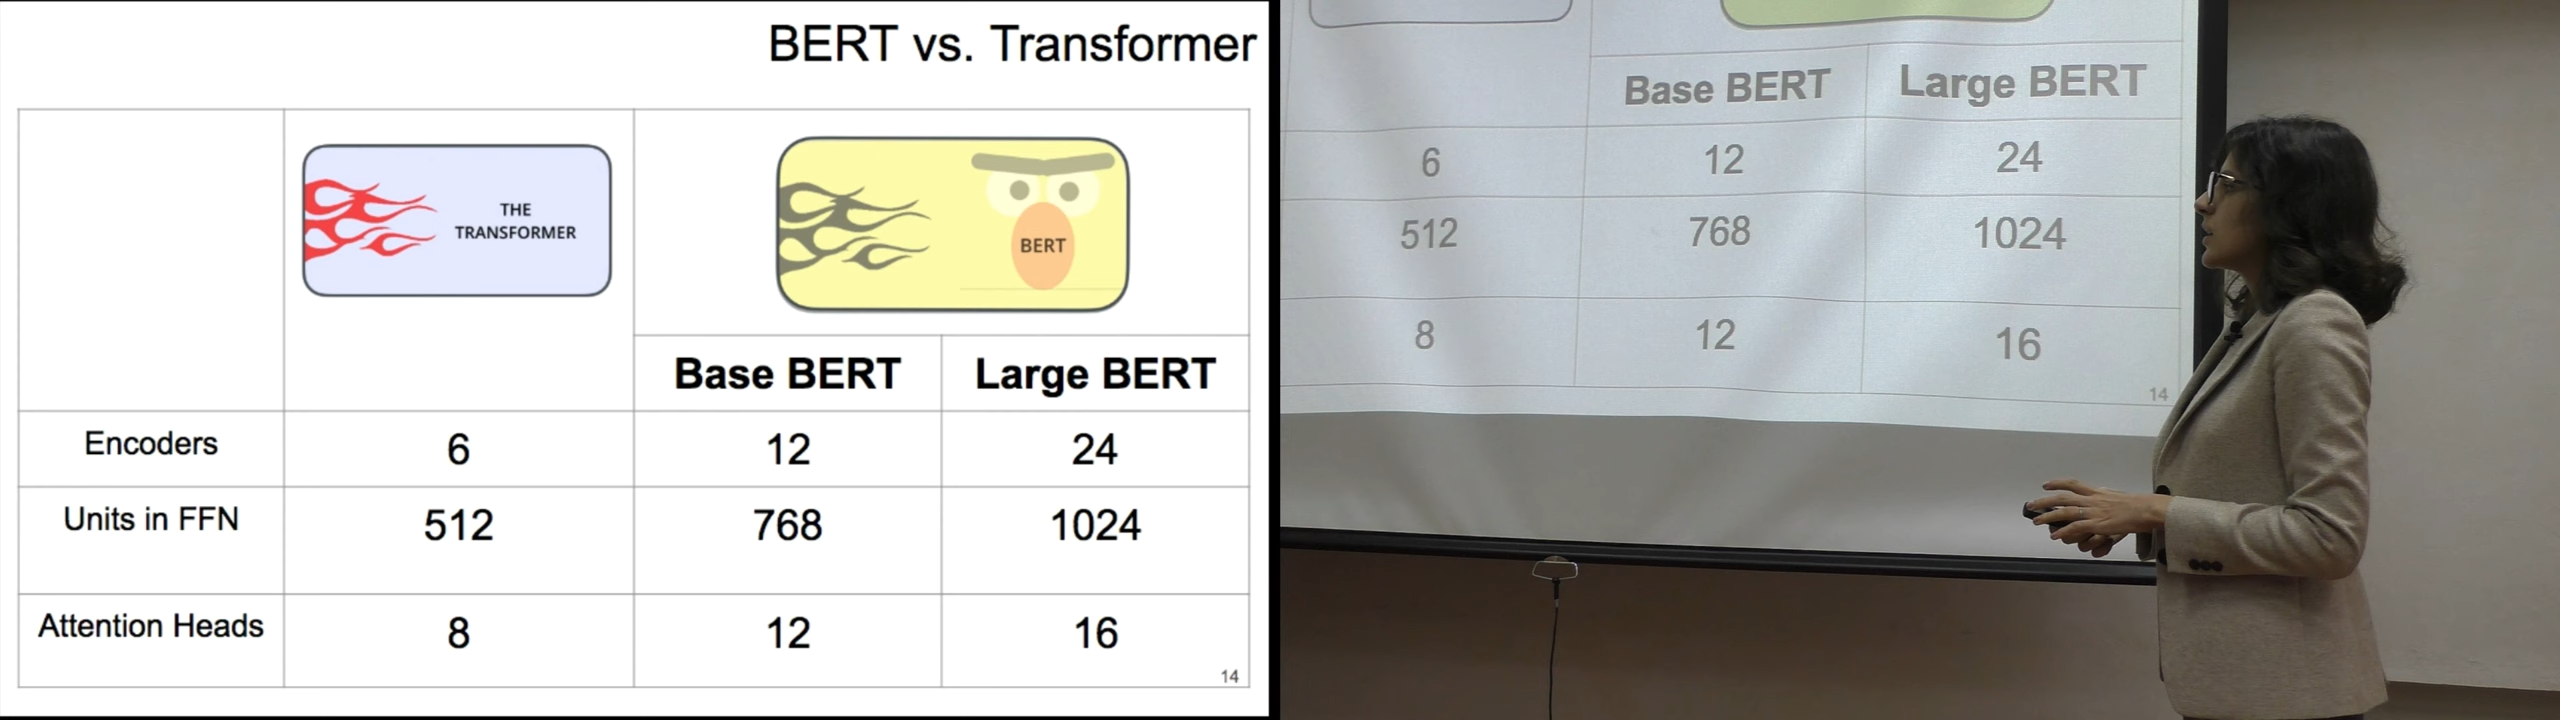 BERT vs. Transformer
THE
TRANSFORMER
BERT
Base BERT Large BERT
Encoders 6 12 24
Units in FFN 512 768 1024
Attention Heads 8 12 16
14
Base BERT Large BERT
6 12 24
512 768 1024
8 12 16
14